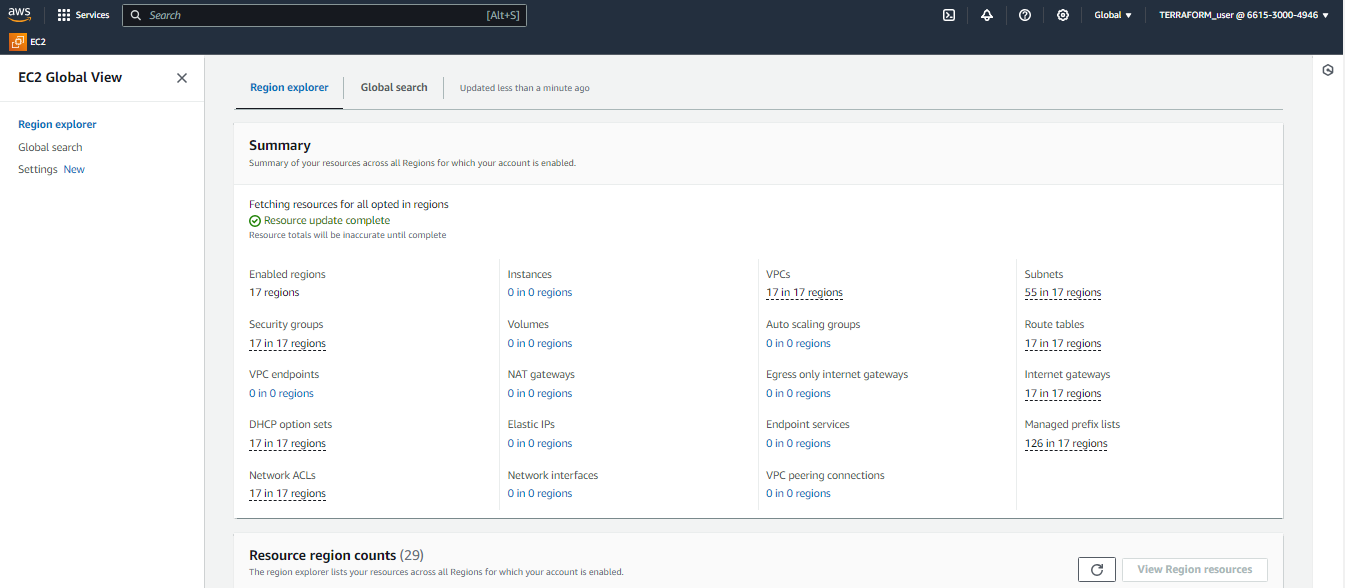 aws
Services
Search
[Alt+S]
Global
TERRAFORM_user @ 6615-3000-4946
EC2
EC2 Global View
Region explorer
Global search
Settings New
Region explorer
Global search
Updated less than a minute ago
Summary
Summary of your resources across all Regions for which your account is enabled.
Fetching resources for all opted in regions
Resource update complete
Resource totals will be inaccurate until complete
Enabled regions
17 regions
Instances
0 in 0 regions
VPCs
17 in 17 regions
Subnets
55 in 17 regions
Security groups
17 in 17 regions
Volumes
0 in 0 regions
Auto scaling groups
0 in 0 regions
Route tables
17 in 17 regions
VPC endpoints
0 in 0 regions
NAT gateways
0 in 0 regions
Egress only internet gateways
0 in 0 regions
Internet gateways
17 in 17 regions
DHCP option sets
17 in 17 regions
Elastic IPs
0 in 0 regions
Endpoint services
0 in 0 regions
Managed prefix lists
126 in 17 regions
Network ACLs
17 in 17 regions
Network interfaces
0 in 0 regions
VPC peering connections
0 in 0 regions
Resource region counts (29)
The region explorer lists your resources across all Regions for which your account is enabled.
View Region resources